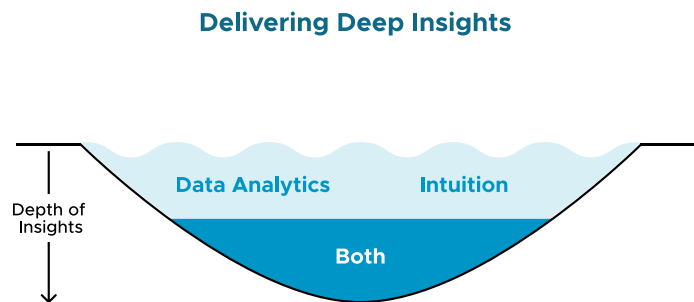 Delivering Deep Insights
Data Analytics
Intuition
Depth of
Insights
Both